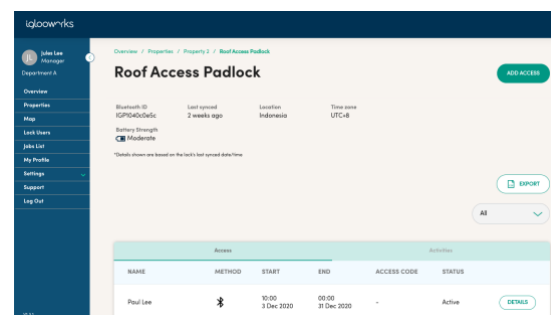 iglooworks
JL
Jules Lee
Manager
Department A
Overview
Properties
Map
Lock Users
Jobs List
My Profile
Settings
Support
Log Out
Overview / Properties / Property 2 / Roof Access Padlock
Roof Access Padlock
ADD ACCESS
Bluetooth ID
Last synced
Location
Time zone
2 weeks ago
Indonesia
UTC+8
Battery Strength
Moderate
*Details shown are based on the lock's last synced date/time
EXPORT
All
Access
Activities
NAME
METHOD
START
END
ACCESS CODE
STATUS
Paul Lee
10:00
3 Dec 2020
00:00
31 Dec 2020
-
Active
DETAILS